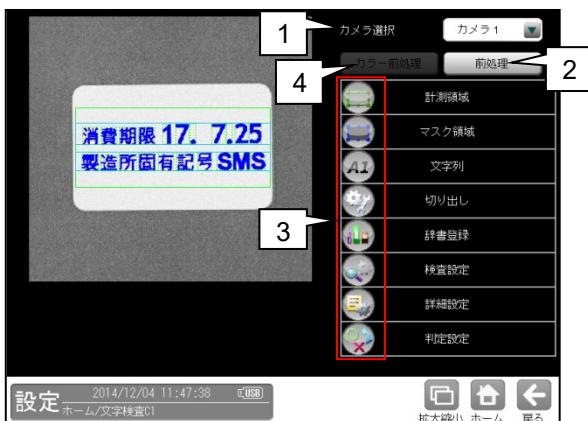 1
カメラ選択
カメラ1
4
カラー前処理
前処理
2
計測領域
マスク領域
消費期限 17. 7.25
製造所固有記号 SMS
A1
文字列
切り出し
3
辞書登録
検査設定
詳細設定
判定設定
設定
2014/12/04 11:47:38
USB
ホーム/文字検査C1
拡大縮小
ホーム
戻る